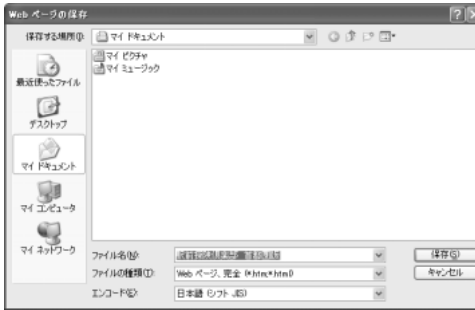 Web ページの保存
保存する場所(I):
マイ ドキュメント
マイ ピクチャ
マイ ミュージック
最近使ったファイル
デスクトップ
マイ ドキュメント
マイ コンピュータ
マイ ネットワーク
ファイル名(N):
保存(S)
ファイルの種類(T):
Web ページ、完全 (*.htm;*.html)
キャンセル
エンコード(E):
日本語 (シフト JIS)